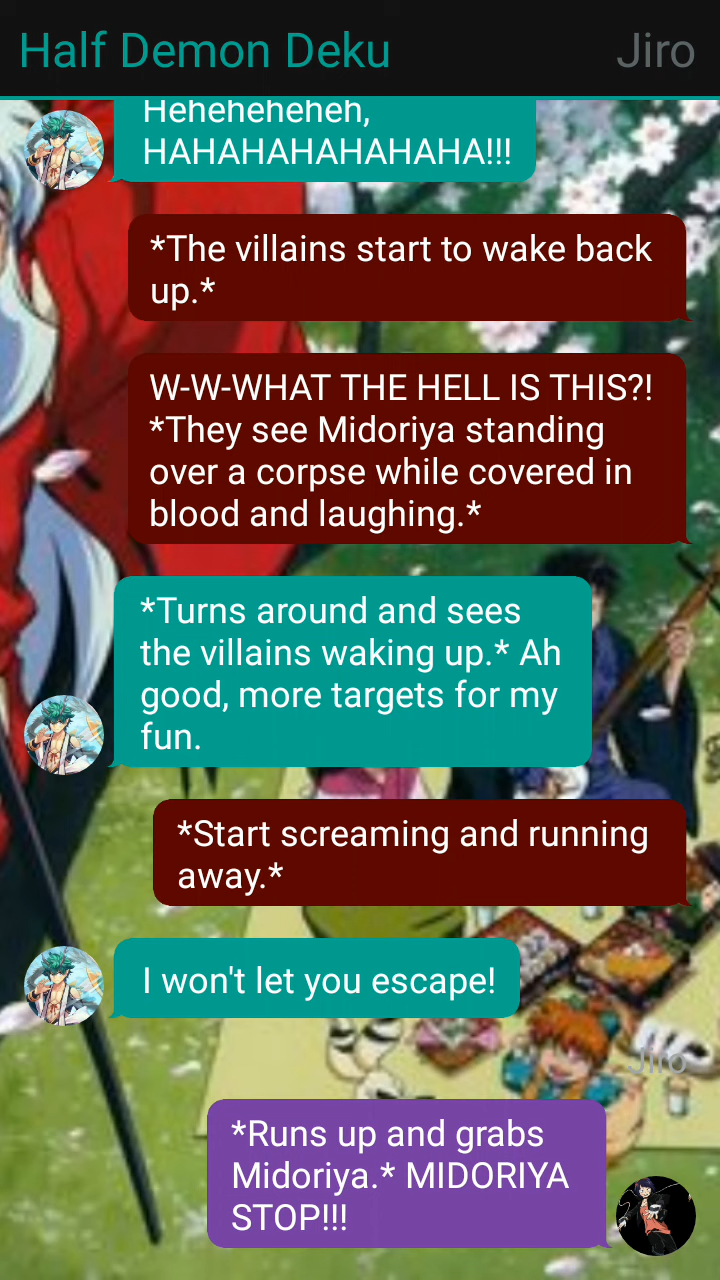 Half Demon Deku
Jiro
Heheheheheh,
HAHAHAHAHAHAHA!!!
*The villains start to wake back
up.*
W-W-WHAT THE HELL IS THIS?!
*They see Midoriya standing
over a corpse while covered in
blood and laughing.*
*Turns around and sees
the villains waking up.* Ah
good, more targets for my
fun.
*Start screaming and running
away.*
I won't let you escape!
Jiro
*Runs up and grabs
Midoriya.* MIDORIYA
STOP!!!